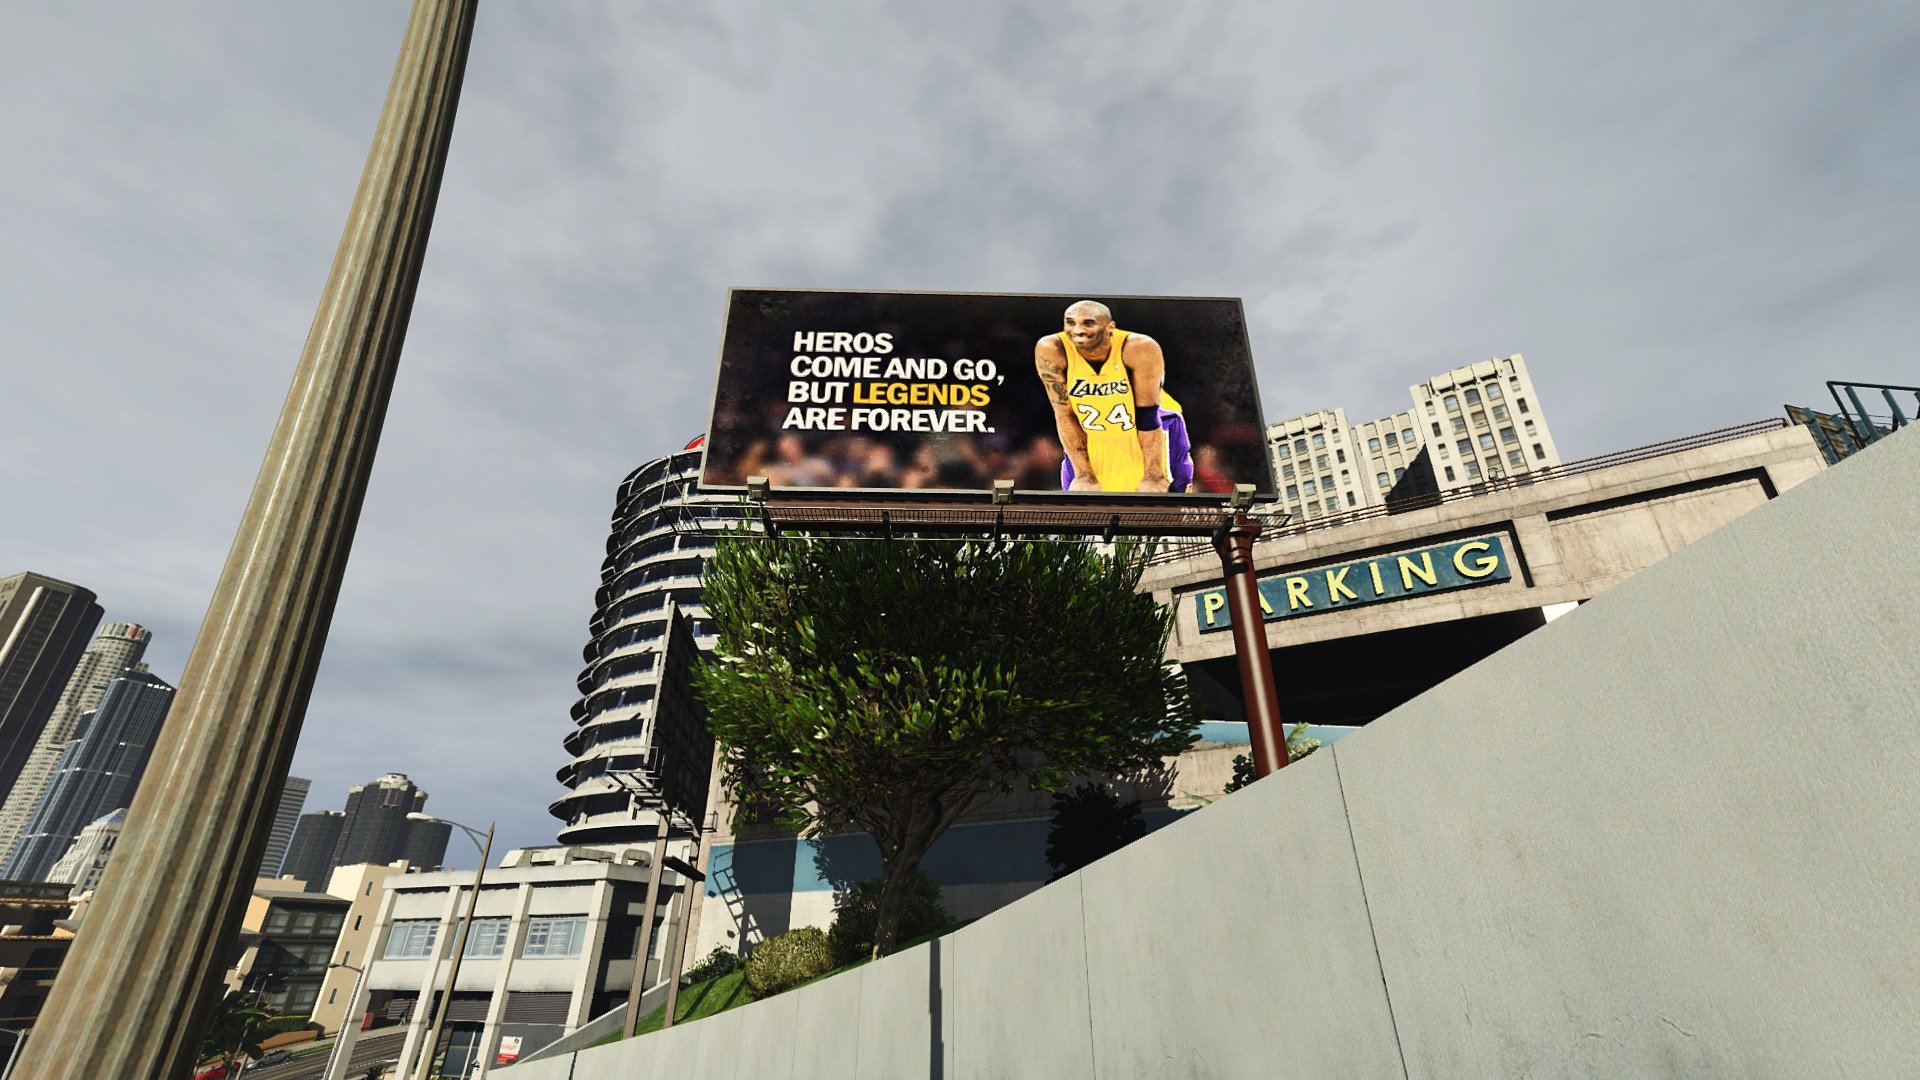 HEROS
COME AND GO,
BUT LEGENDS
ARE FOREVER.
LAKERS
24
PARKING